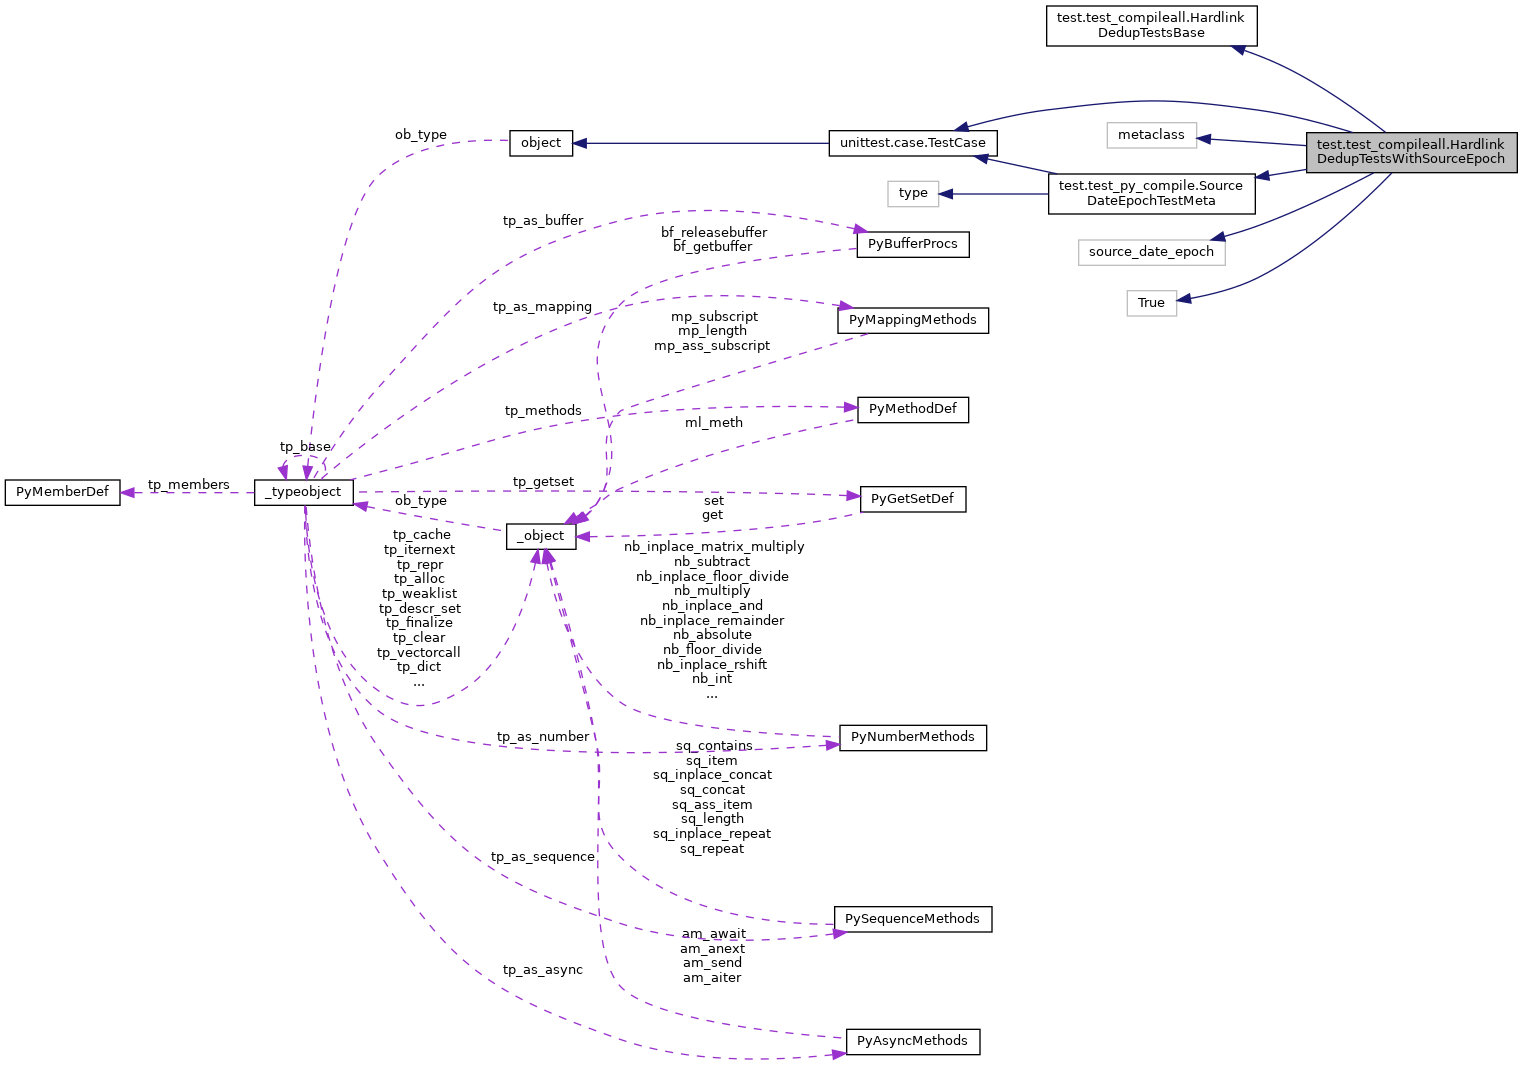 test.test_compileall.Hardlink
DedupTestsBase
ob_type
object
unittest.case.TestCase
metaclass
test.test_compileall.Hardlink
DedupTestsWithSourceEpoch
type
test.test_py_compile.Source
DateEpochTestMeta
tp_as_buffer
bf_releasebuffer
bf_getbuffer
PyBufferProcs
source_date_epoch
True
tp_as_mapping
mp_subscript
mp_length
mp_ass_subscript
PyMappingMethods
tp_methods
ml_meth
PyMethodDef
tp_base
PyMemberDef
tp_members
_typeobject
tp_getset
ob_type
set
get
PyGetSetDef
_object
tp_cache
tp_iternext
tp_repr
tp_alloc
tp_weaklist
tp_descr_set
tp_finalize
tp_clear
tp_vectorcall
tp_dict
...
nb_inplace_matrix_multiply
nb_subtract
nb_inplace_floor_divide
nb_multiply
nb_inplace_and
nb_inplace_remainder
nb_absolute
nb_floor_divide
nb_inplace_rshift
nb_int
...
tp_as_number
PyNumberMethods
sq_contains
sq_item
sq_inplace_concat
sq_concat
sq_ass_item
sq_length
sq_inplace_repeat
sq_repeat
tp_as_sequence
PySequenceMethods
am_await
am_anext
am_send
am_aiter
tp_as_async
PyAsyncMethods